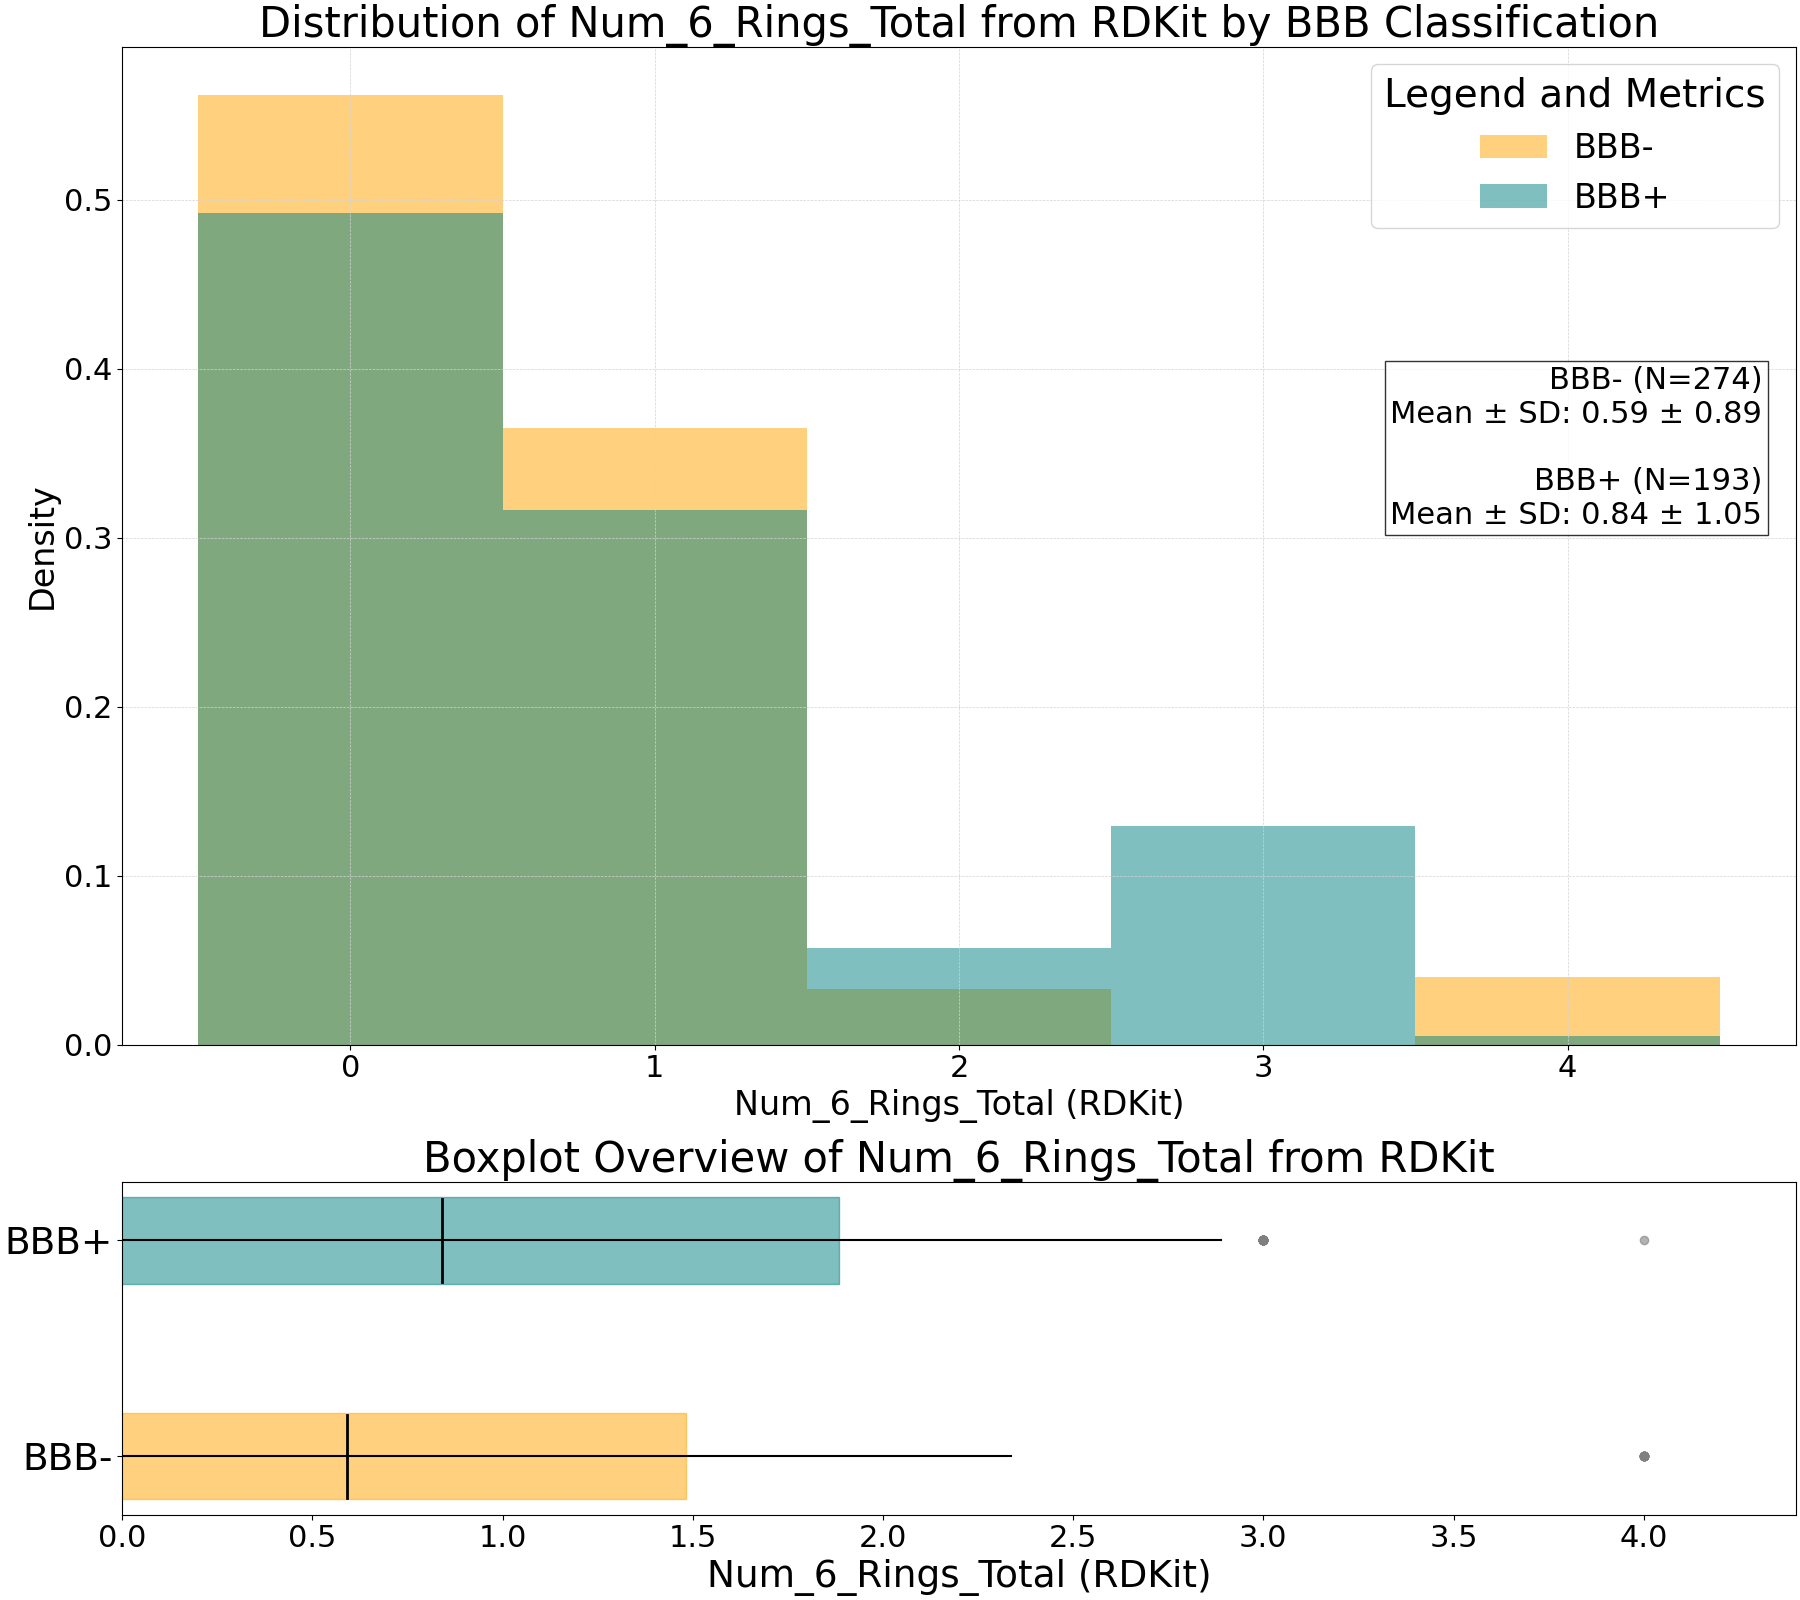 Distribution of Num_6_Rings_Total from RDKit by BBB Classification
Legend and Metrics
BBB-
BBB+
BBB- (N=274)
Mean ± SD: 0.59 ± 0.89
BBB+ (N=193)
Mean ± SD: 0.84 ± 1.05
Density
0.5
0.4
0.3
0.2
0.1
0.0
0 1 2 3 4
Num_6_Rings_Total (RDKit)
Boxplot Overview of Num_6_Rings_Total from RDKit
BBB+
BBB-
0.0 0.5 1.0 1.5 2.0 2.5 3.0 3.5 4.0
Num_6_Rings_Total (RDKit)